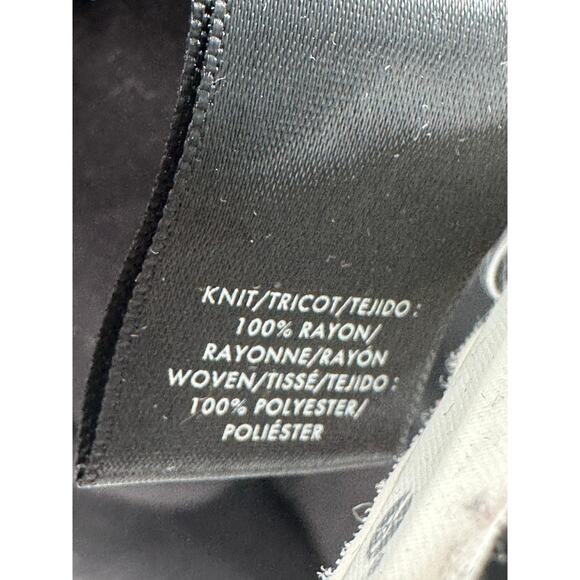 KNIT/TRICOT/TEJIDO:
100% RAYON/
RAYONNE/RAYÓN
WOVEN/TISSÉ/TEJIDO:
100% POLYESTER/
POLIÉSTER